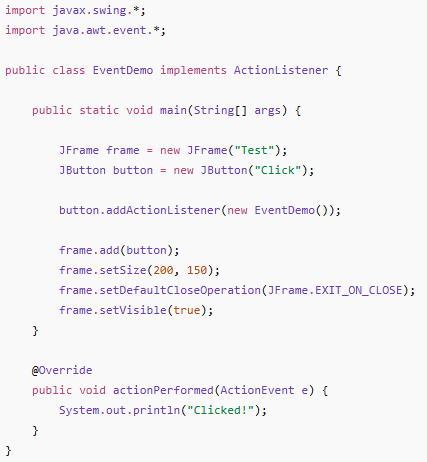 import javax.swing.*;
import java.awt.event.*;

public class EventDemo implements ActionListener {

    public static void main(String[] args) {

        JFrame frame = new JFrame("Test");
        JButton button = new JButton("Click");

        button.addActionListener(new EventDemo());

        frame.add(button);
        frame.setSize(200, 150);
        frame.setDefaultCloseOperation(JFrame.EXIT_ON_CLOSE);
        frame.setVisible(true);
    }

    @Override
    public void actionPerformed(ActionEvent e) {
        System.out.println("Clicked!");
    }
}